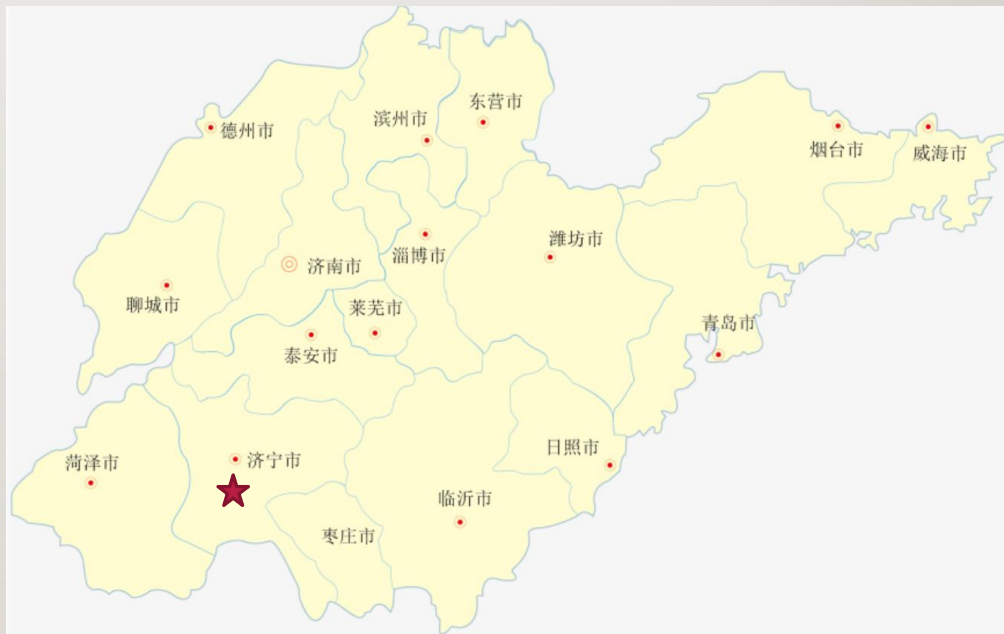 东营市
滨州市
德州市
烟台市
威海市
潍坊市
淄博市
济南市
聊城市
莱芜市
青岛市
泰安市
日照市
济宁市
菏泽市
临沂市
枣庄市